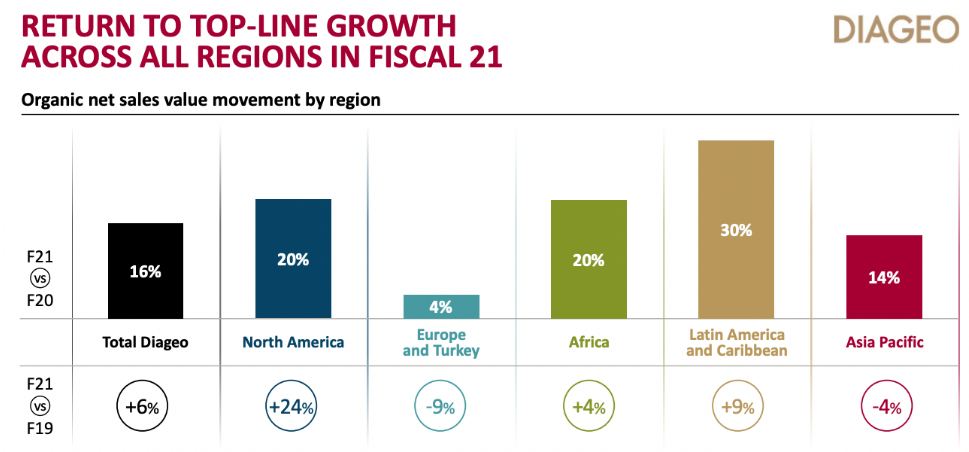 RETURN TO TOP-LINE GROWTH
ACROSS ALL REGIONS IN FISCAL 21
DIAGEO
Organic net sales value movement by region
F21
vs
F20
16%
20%
4%
20%
30%
14%
Total Diageo
North America
Europe
and Turkey
Africa
Latin America
and Caribbean
Asia Pacific
F21
vs
F19
+6%
+24%
-9%
+4%
+9%
-4%